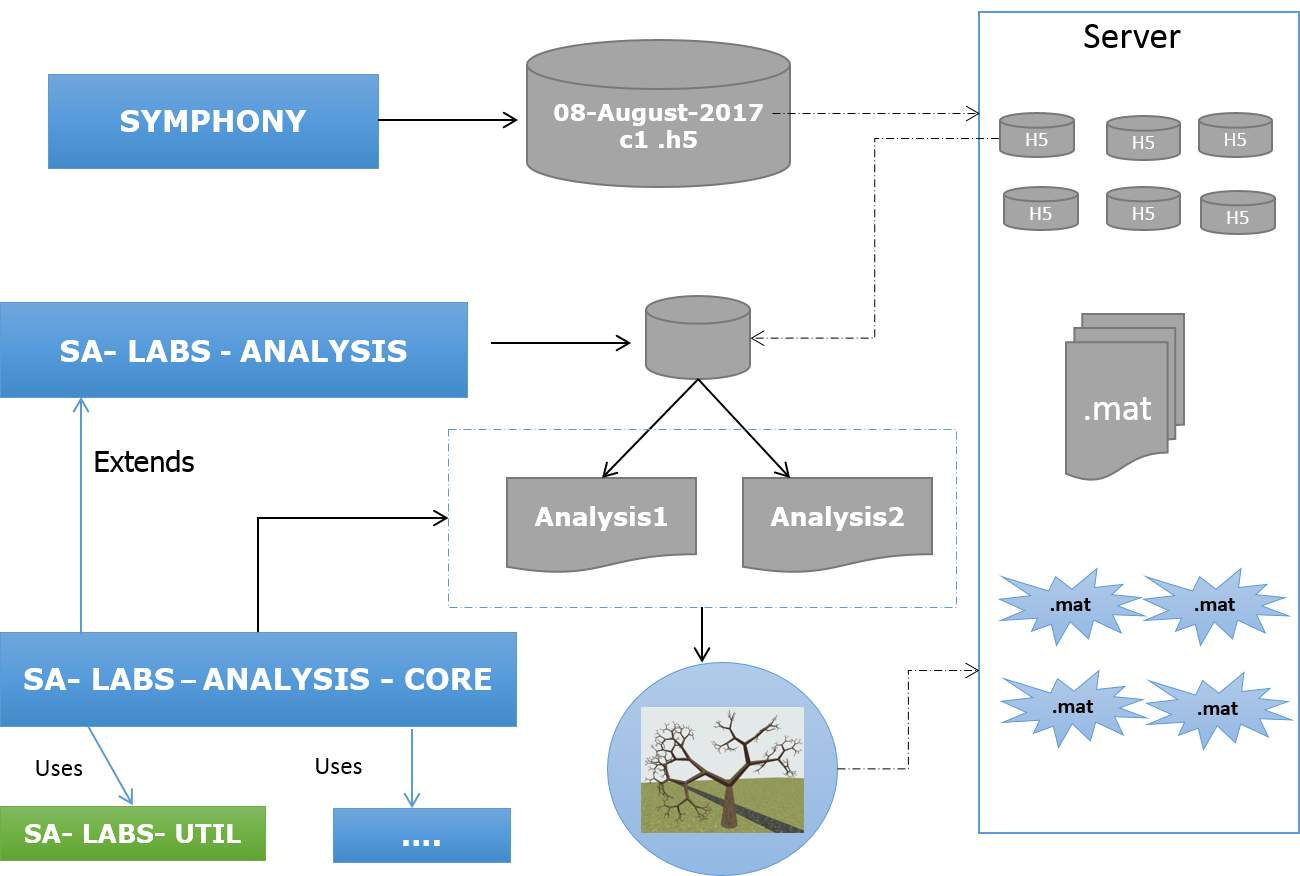 Server
SYMPHONY
08-August-2017
c1 .h5
H5
H5
H5
H5
H5
H5
SA- LABS - ANALYSIS
.mat
Extends
Analysis1
Analysis2
.mat
.mat
SA- LABS – ANALYSIS - CORE
.mat
.mat
Uses
Uses
SA- LABS- UTIL
....